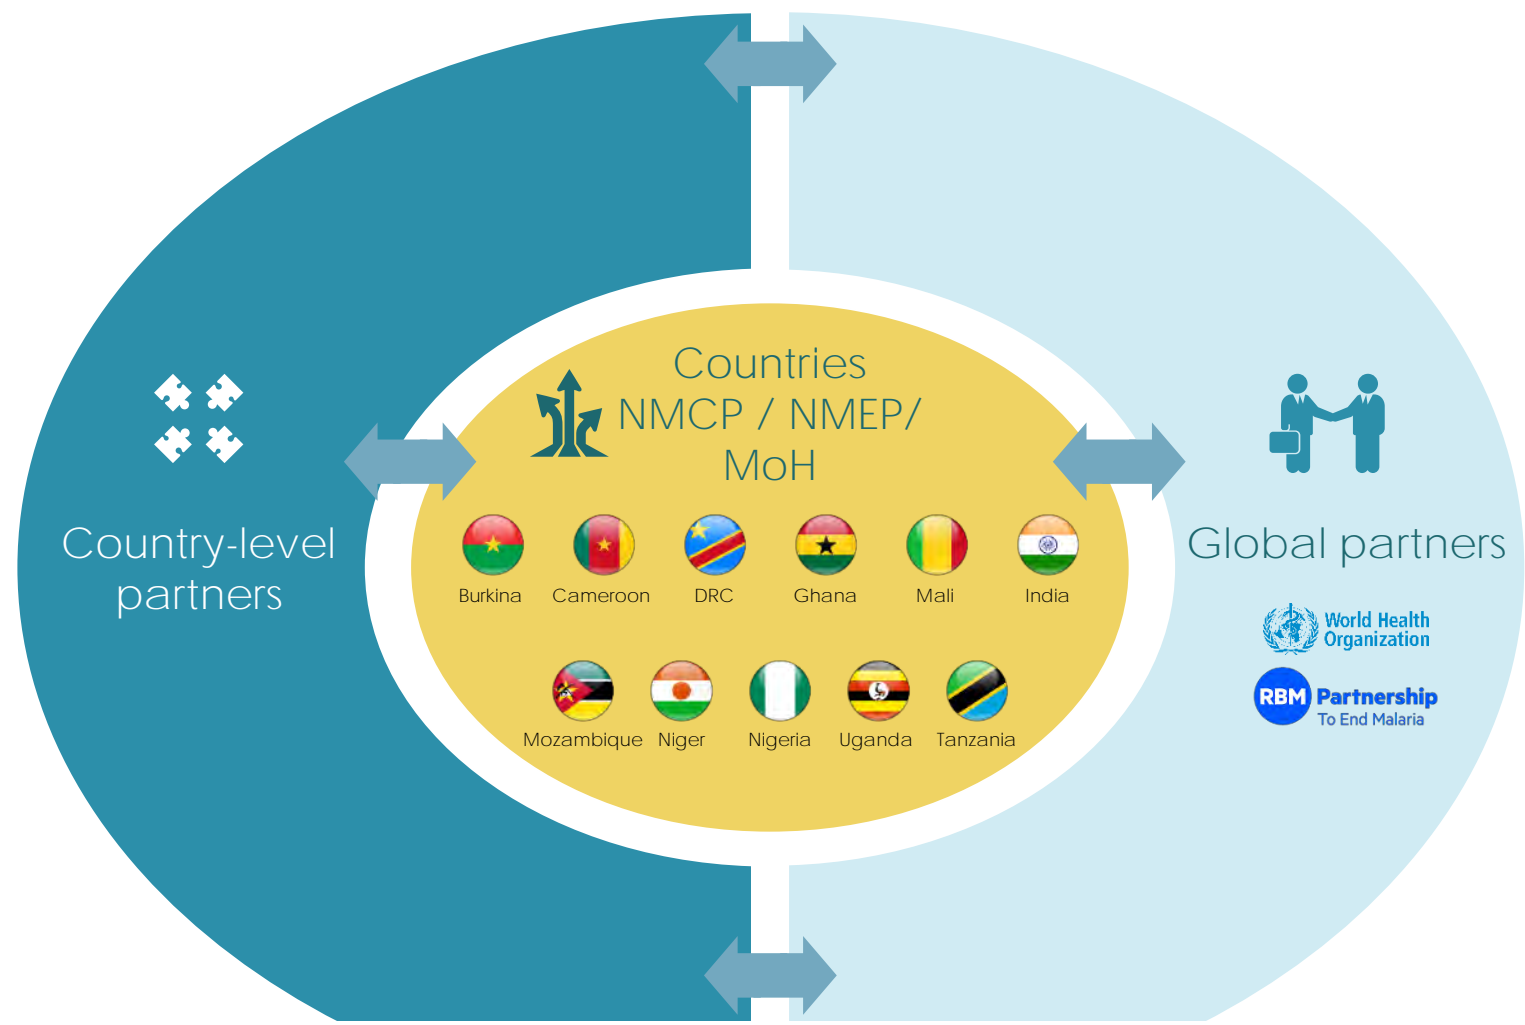 Countries
NMCP / NMEP/
MoH
Country-level
partners
Burkina Cameroon DRC Ghana Mali India
Mozambique Niger Nigeria Uganda Tanzania
Global partners
World Health
Organization
RBM Partnership
To End Malaria